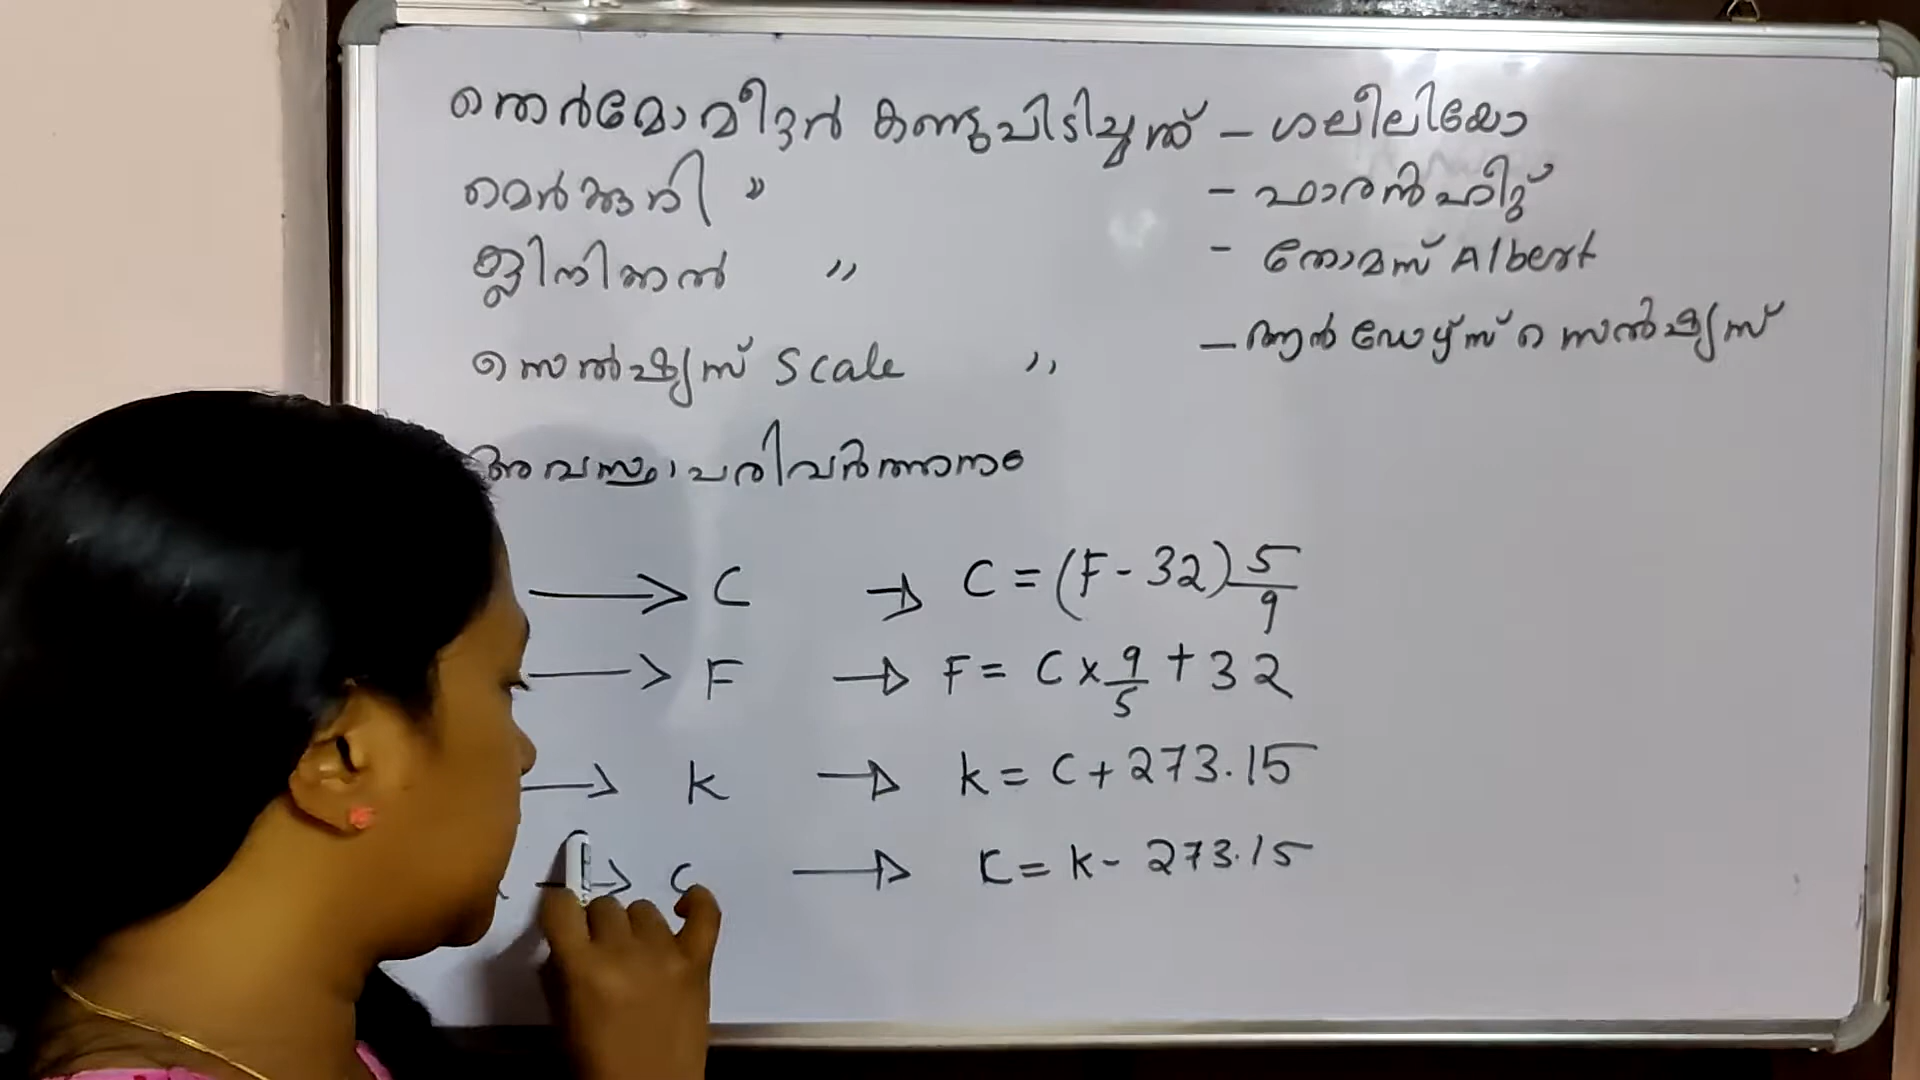 തെർമോമീറ്റർ കണ്ടുപിടിച്ചത് - ഗലീലിയോ
മെർക്കുറി " - ഫാരൻഹീറ്റ്
ക്ലിനിക്കൽ " - തോമസ് Albert
സെൽഷ്യസ് Scale " - ആൻഡേഴ്സ് സെൽഷ്യസ്
അവസ്ഥാപരിവർത്തനം
→ C → C = (F - 32) 5/9
→ F → F = C × 9/5 + 32
→ k → k = C + 273.15
→ C → C = k - 273.15